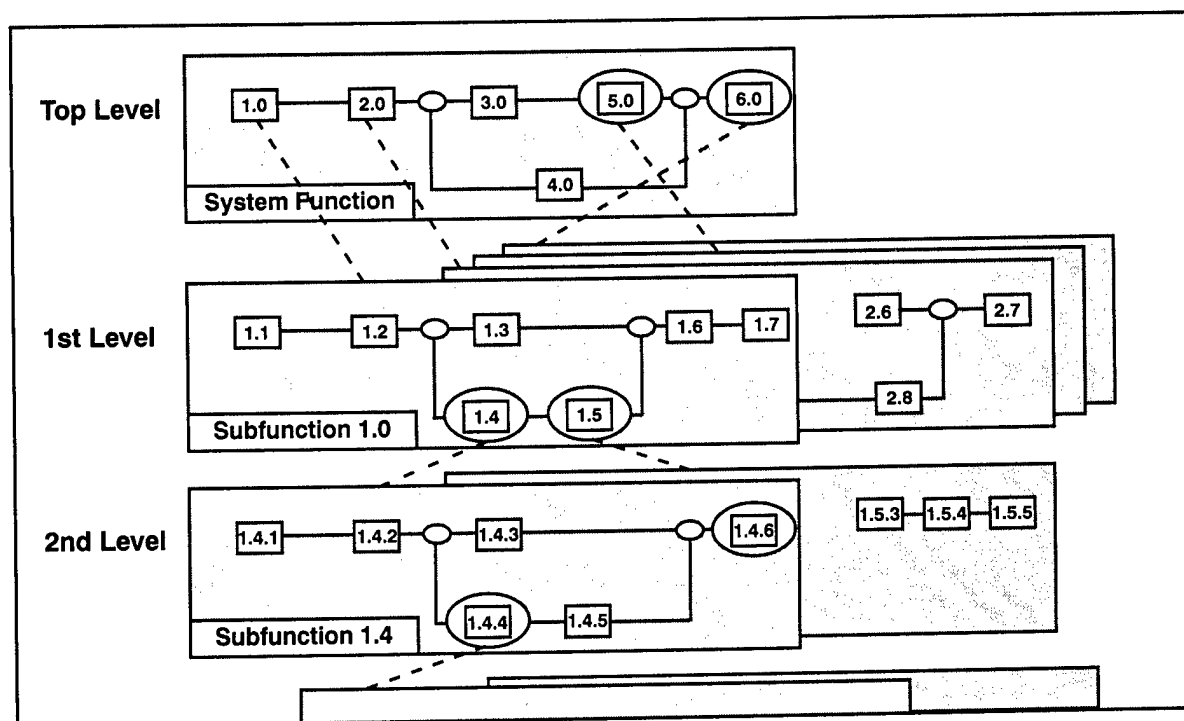 Top Level
1.0 2.0 3.0 5.0 6.0
4.0
System Function
1st Level
1.1 1.2 1.3 1.6 1.7 2.6 2.7
1.4 1.5 2.8
Subfunction 1.0
2nd Level
1.4.1 1.4.2 1.4.3 1.4.6 1.5.3 1.5.4 1.5.5
1.4.4 1.4.5
Subfunction 1.4